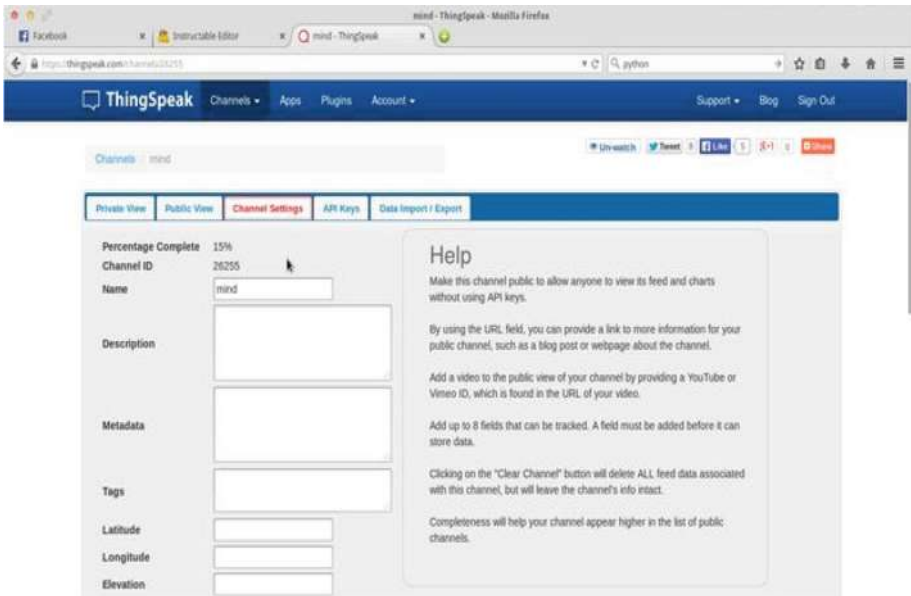 mind - ThingSpeak - Mozilla Firefox
Facebook
Instructable Editor
mind - ThingSpeak
https://thingspeak.com/channels/26255
python
ThingSpeak Channels Apps Plugins Account Support Blog Sign Out
Channels mind
Un-watch Tweet Like 5 Share
Private View Public View Channel Settings API Keys Data Import / Export
Percentage Complete 15%
Channel ID 26255
Name mind
Description
Metadata
Tags
Latitude
Longitude
Elevation
Help
Make this channel public to allow anyone to view its feed and charts
without using API keys.
By using the URL field, you can provide a link to more information for your
public channel, such as a blog post or webpage about the channel.
Add a video to the public view of your channel by providing a YouTube or
Vimeo ID, which is found in the URL of your video.
Add up to 8 fields that can be tracked. A field must be added before it can
store data.
Clicking on the "Clear Channel" button will delete ALL feed data associated
with this channel, but will leave the channel's info intact.
Completeness will help your channel appear higher in the list of public
channels.